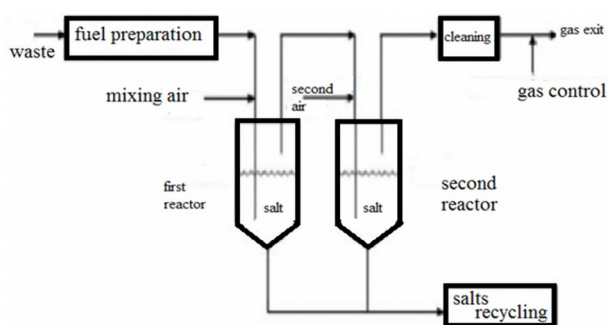 fuel preparation
waste
cleaning
gas exit
mixing air
second
air
gas control
first
reactor
salt
salt
second
reactor
salts
recycling